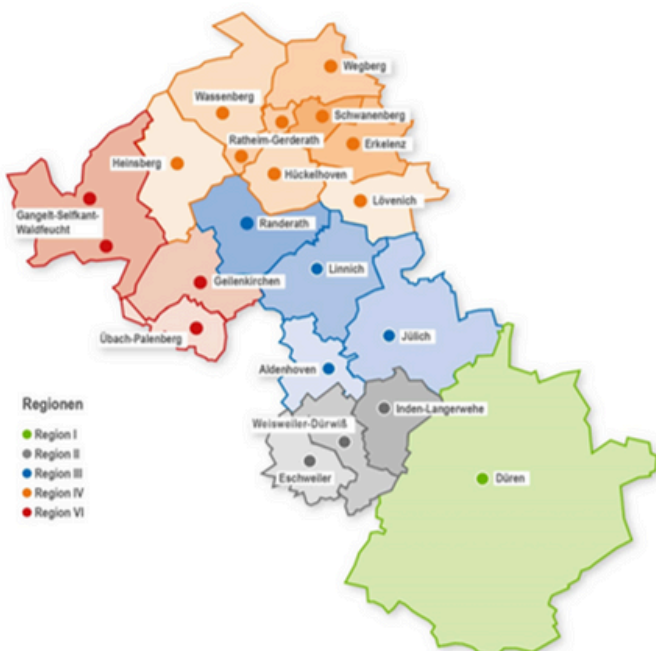 Wegberg
Wassenberg
Schwanenberg
Ratheim-Gerderath
Erkelenz
Heinsberg
Hückelhoven
Lövenich
Gangelt-Selfkant-
Waldfeucht
Randerath
Linnich
Geilenkirchen
Übach-Palenberg
Jülich
Aldenhoven
Inden-Langerwehe
Weisweiler-Dürwiß
Eschweiler
Düren
Regionen
Region I
Region II
Region III
Region IV
Region VI